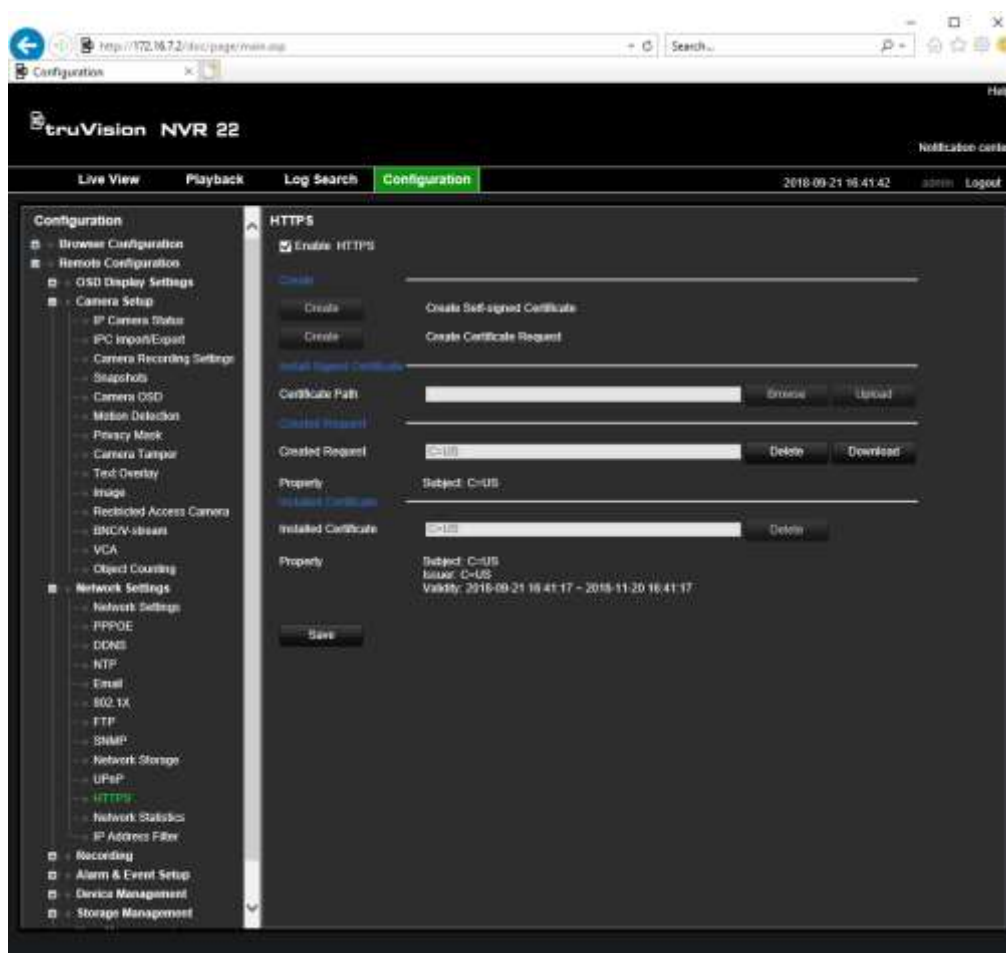 http://172.16.7.2/doc/page/main.asp
Search...
Configuration
Hel
truVision NVR 22
Notification cente
Live View Playback Log Search Configuration
2018-09-21 16:41:42 admin Logout
Configuration
Browser Configuration
Remote Configuration
OSD Display Settings
Camera Setup
IP Camera Status
IPC Import/Export
Camera Recording Settings
Snapshots
Camera OSD
Motion Detection
Privacy Mask
Camera Tamper
Text Overlay
Image
Restricted Access Camera
BNC/V-stream
VCA
Object Counting
Network Settings
Network Settings
PPPOE
DDNS
NTP
Email
802.1X
FTP
SNMP
Network Storage
UPnP
HTTPS
Network Statistics
IP Address Filter
Recording
Alarm & Event Setup
Device Management
Storage Management
HTTPS
Enable HTTPS
Create
Create Create Self-signed Certificate
Create Create Certificate Request
Install Signed Certificate
Certificate Path Browse Upload
Created Request
Created Request C=US Delete Download
Property Subject: C=US
Installed Certificate
Installed Certificate C=US Delete
Property Subject: C=US
Issuer: C=US
Validity: 2018-09-21 16:41:17 ~ 2018-11-20 16:41:17
Save